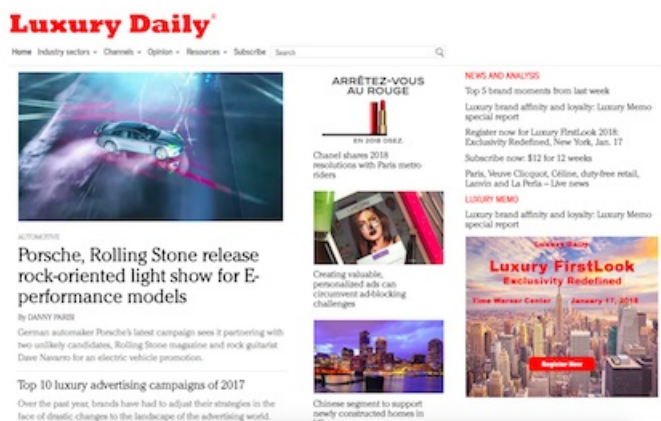 Luxury Daily®
Home Industry sectors Channels Opinion Resources Subscribe Search
AUTOMOTIVE
Porsche, Rolling Stone release
rock-oriented light show for E-
performance models
By DANNY PARISI
German automaker Porsche's latest campaign sees it partnering with
two unlikely candidates, Rolling Stone magazine and rock guitarist
Dave Navarro for an electric vehicle promotion.
Top 10 luxury advertising campaigns of 2017
Over the past year, brands have had to adjust their strategies in the
face of drastic changes to the landscape of the advertising world.
ARRÊTEZ-VOUS
AU ROUGE
EN 2018 OSEZ.
Chanel shares 2018
resolutions with Paris metro
riders
Creating valuable,
personalized ads can
circumvent ad-blocking
challenges
Chinese segment to support
newly constructed homes in
NEWS AND ANALYSIS
Top 5 brand moments from last week
Luxury brand affinity and loyalty: Luxury Memo
special report
Register now for Luxury FirstLook 2018:
Exclusivity Redefined, New York, Jan. 17
Subscribe now: $12 for 12 weeks
Paris, Veuve Clicquot, Céline, duty-free retail,
Lanvin and La Perla – Live news
LUXURY MEMO
Luxury brand affinity and loyalty: Luxury Memo
special report
Luxury Daily
Luxury FirstLook
Exclusivity Redefined
Time Warner Center January 17, 2018
Register Now